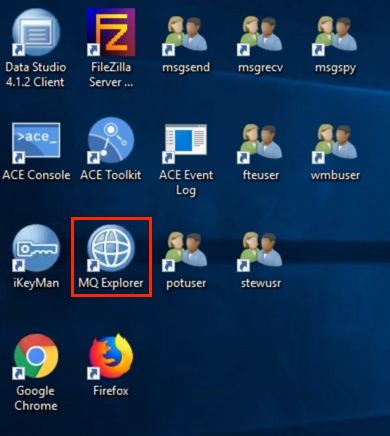 Data Studio
4.1.2 Client
FileZilla
Server ...
msgsend
msgrecv
msgspy
>ace_
ACE Console
ACE Toolkit
ACE Event
Log
fteuser
wmbuser
iKeyMan
MQ Explorer
potuser
stewusr
Google
Chrome
Firefox